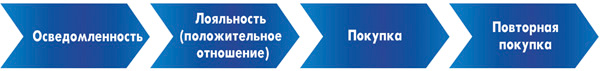 Осведомленность
Лояльность
(положительное
отношение)
Покупка
Повторная
покупка